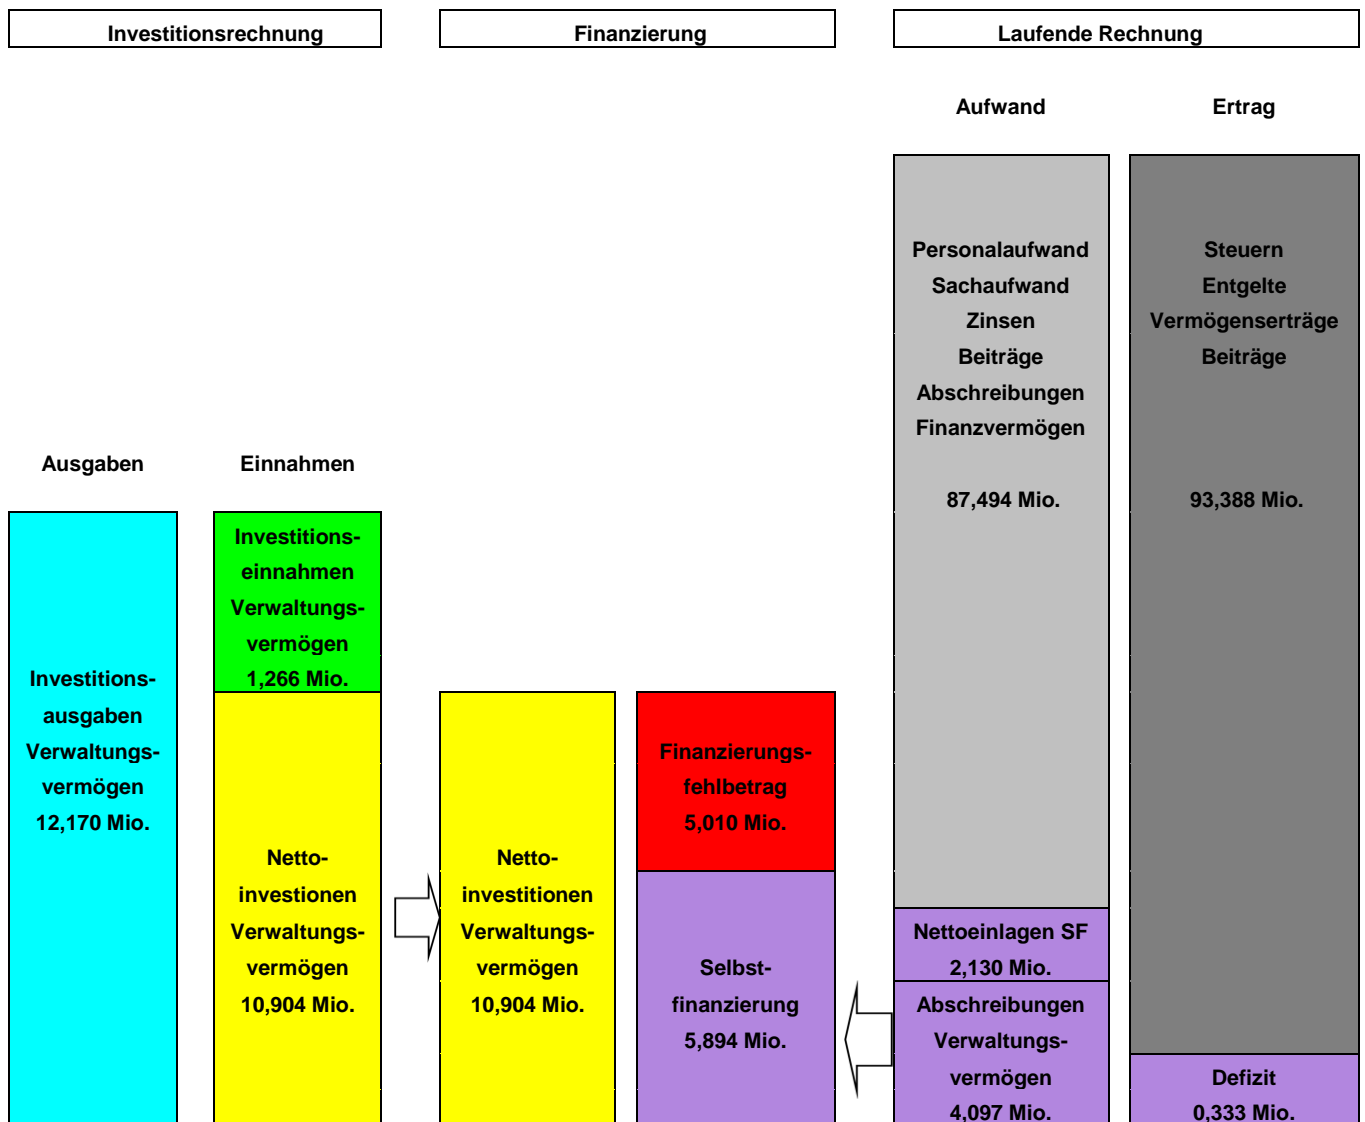 Investitionsrechnung
Finanzierung
Laufende Rechnung
Aufwand
Ertrag
Personalaufwand
Sachaufwand
Zinsen
Beiträge
Abschreibungen
Finanzvermögen
87,494 Mio.
Steuern
Entgelte
Vermögenserträge
Beiträge
93,388 Mio.
Ausgaben
Einnahmen
Investitions-
ausgaben
Verwaltungs-
vermögen
12,170 Mio.
Investitions-
einnahmen
Verwaltungs-
vermögen
1,266 Mio.
Netto-
investionen
Verwaltungs-
vermögen
10,904 Mio.
Netto-
investitionen
Verwaltungs-
vermögen
10,904 Mio.
Finanzierungs-
fehlbetrag
5,010 Mio.
Selbst-
finanzierung
5,894 Mio.
Nettoeinlagen SF
2,130 Mio.
Abschreibungen
Verwaltungs-
vermögen
4,097 Mio.
Defizit
0,333 Mio.